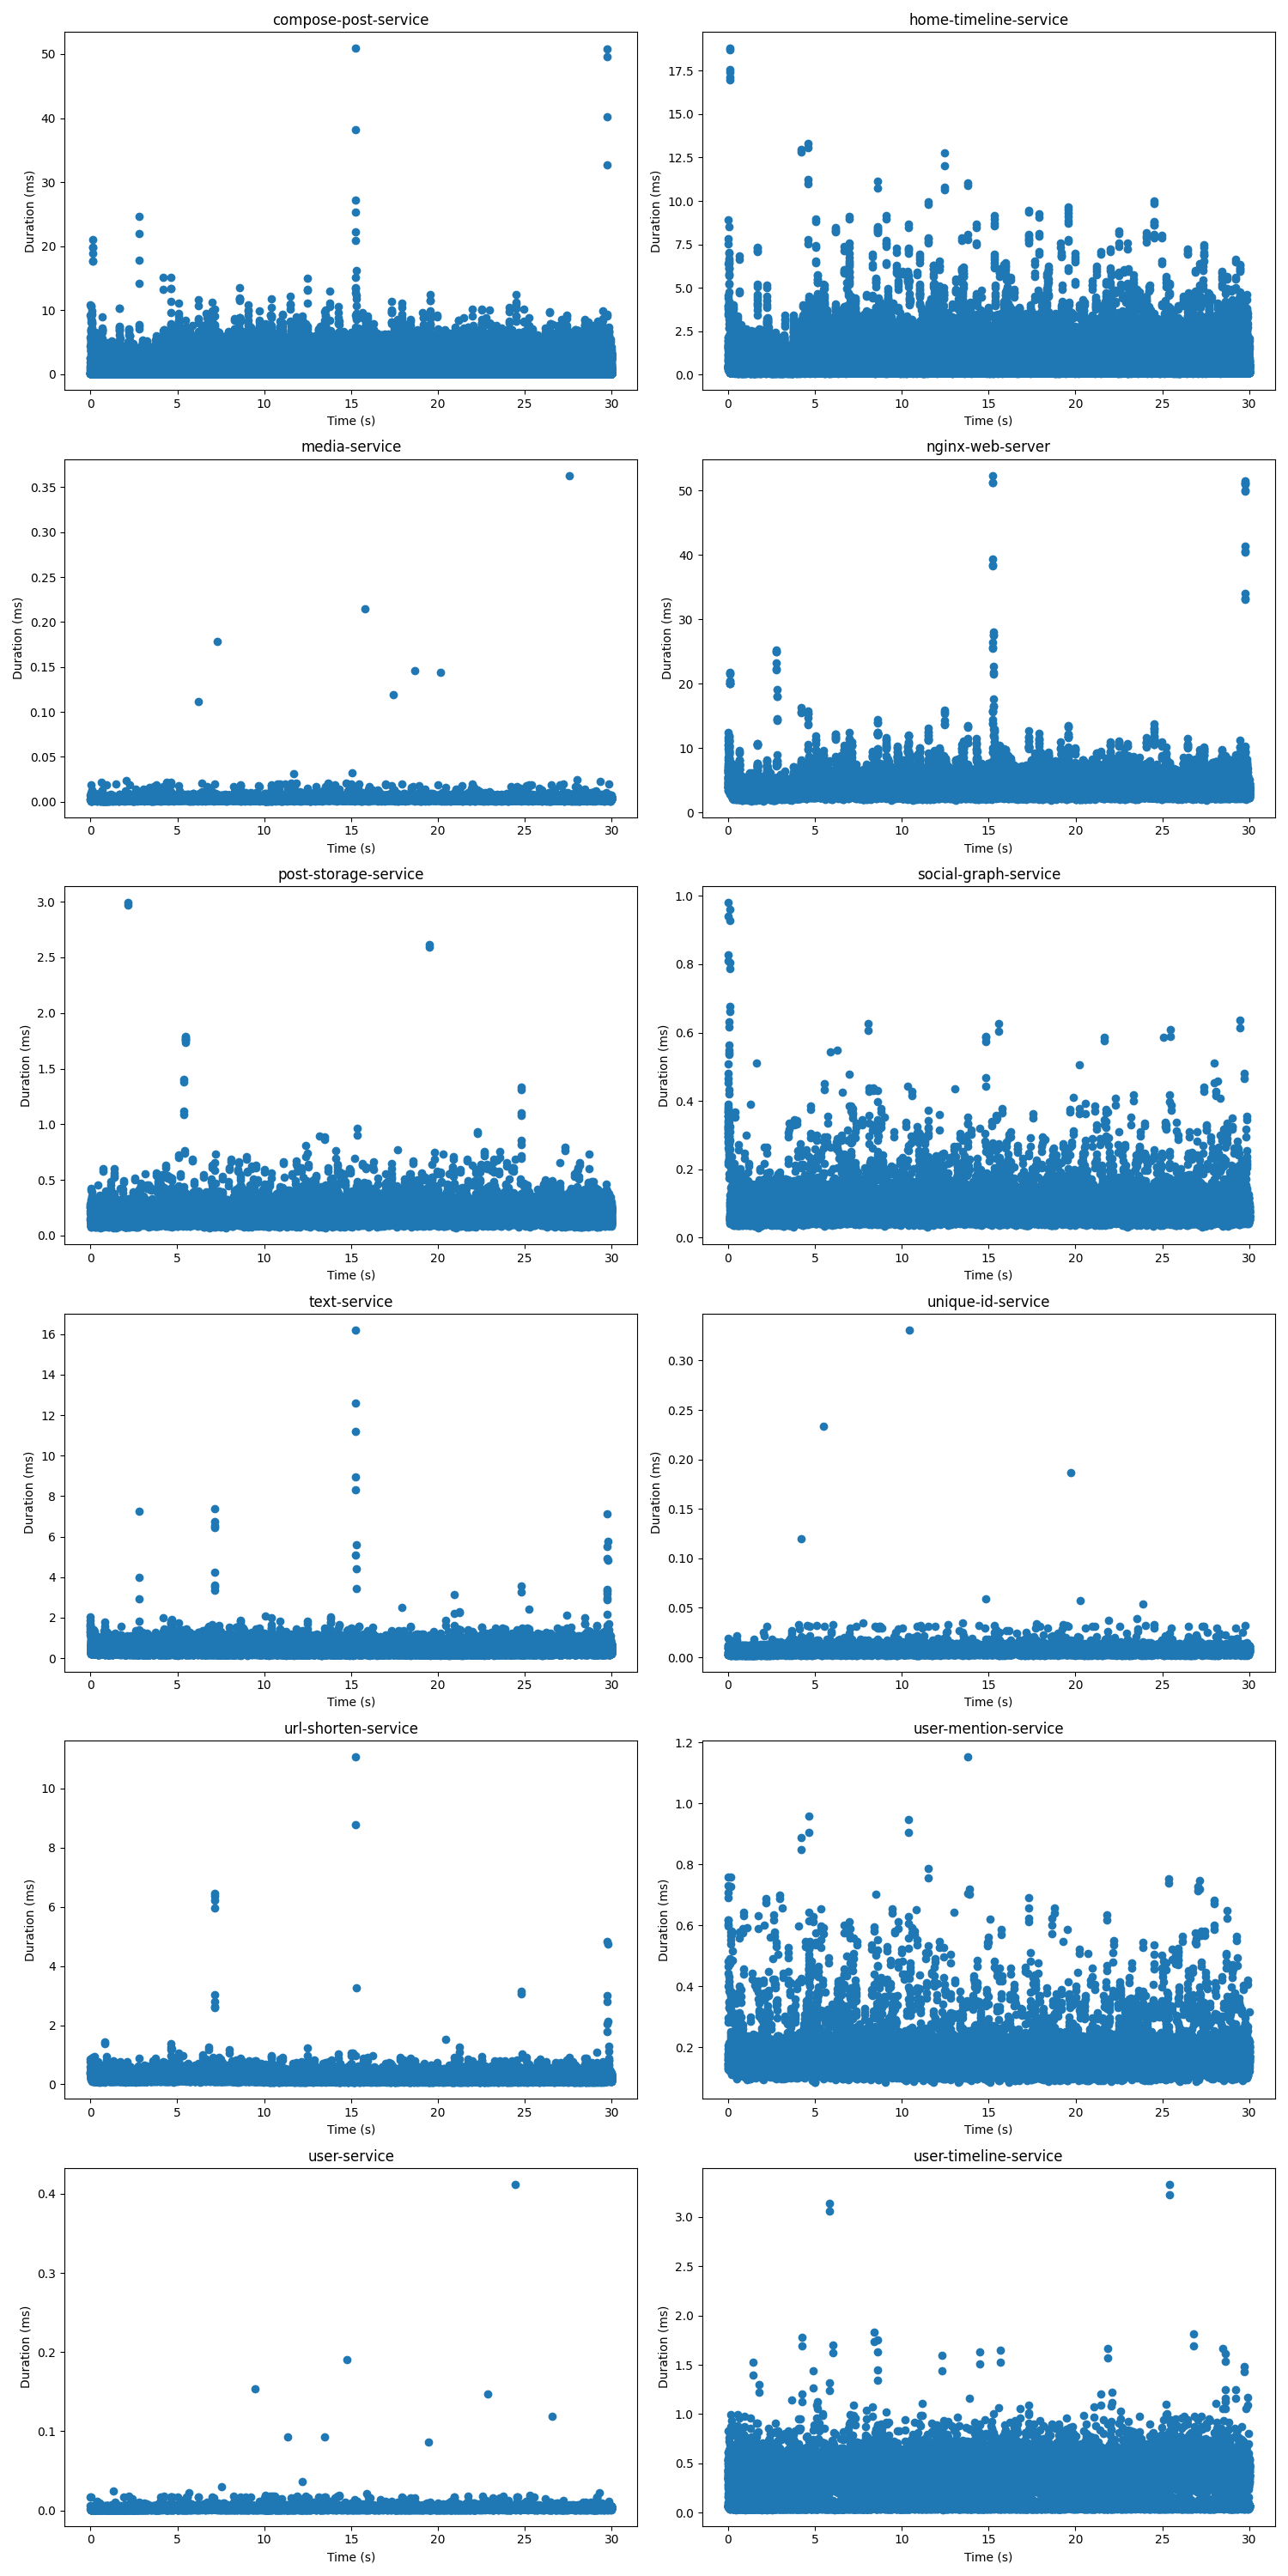 compose-post-service
Duration (ms)
50
40
30
20
10
0
0 5 10 15 20 25 30
Time (s)
home-timeline-service
Duration (ms)
17.5
15.0
12.5
10.0
7.5
5.0
2.5
0.0
0 5 10 15 20 25 30
Time (s)
media-service
Duration (ms)
0.35
0.30
0.25
0.20
0.15
0.10
0.05
0.00
0 5 10 15 20 25 30
Time (s)
nginx-web-server
Duration (ms)
50
40
30
20
10
0
0 5 10 15 20 25 30
Time (s)
post-storage-service
Duration (ms)
3.0
2.5
2.0
1.5
1.0
0.5
0.0
0 5 10 15 20 25 30
Time (s)
social-graph-service
Duration (ms)
1.0
0.8
0.6
0.4
0.2
0.0
0 5 10 15 20 25 30
Time (s)
text-service
Duration (ms)
16
14
12
10
8
6
4
2
0
0 5 10 15 20 25 30
Time (s)
unique-id-service
Duration (ms)
0.30
0.25
0.20
0.15
0.10
0.05
0.00
0 5 10 15 20 25 30
Time (s)
url-shorten-service
Duration (ms)
10
8
6
4
2
0
0 5 10 15 20 25 30
Time (s)
user-mention-service
Duration (ms)
1.2
1.0
0.8
0.6
0.4
0.2
0 5 10 15 20 25 30
Time (s)
user-service
Duration (ms)
0.4
0.3
0.2
0.1
0.0
0 5 10 15 20 25 30
Time (s)
user-timeline-service
Duration (ms)
3.0
2.5
2.0
1.5
1.0
0.5
0.0
0 5 10 15 20 25 30
Time (s)